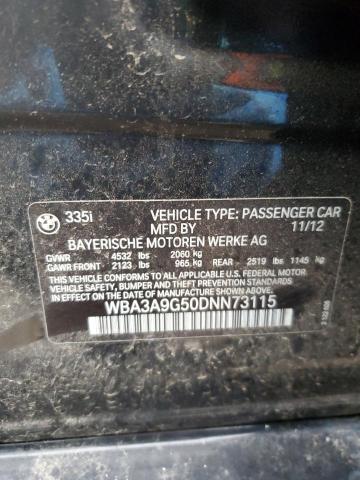 BMW 335i VEHICLE TYPE: PASSENGER CAR
MFD BY 11/12
BAYERISCHE MOTOREN WERKE AG
GVWR 4532 lbs 2060 kg
GAWR FRONT 2123 lbs 965 kg REAR 2519 lbs 1145 kg
THIS VEHICLE CONFORMS TO ALL APPLICABLE U.S. FEDERAL MOTOR
VEHICLE SAFETY, BUMPER, AND THEFT PREVENTION STANDARDS
IN EFFECT ON THE DATE OF MANUFACTURE SHOWN ABOVE.
WBA3A9G50DNN73115